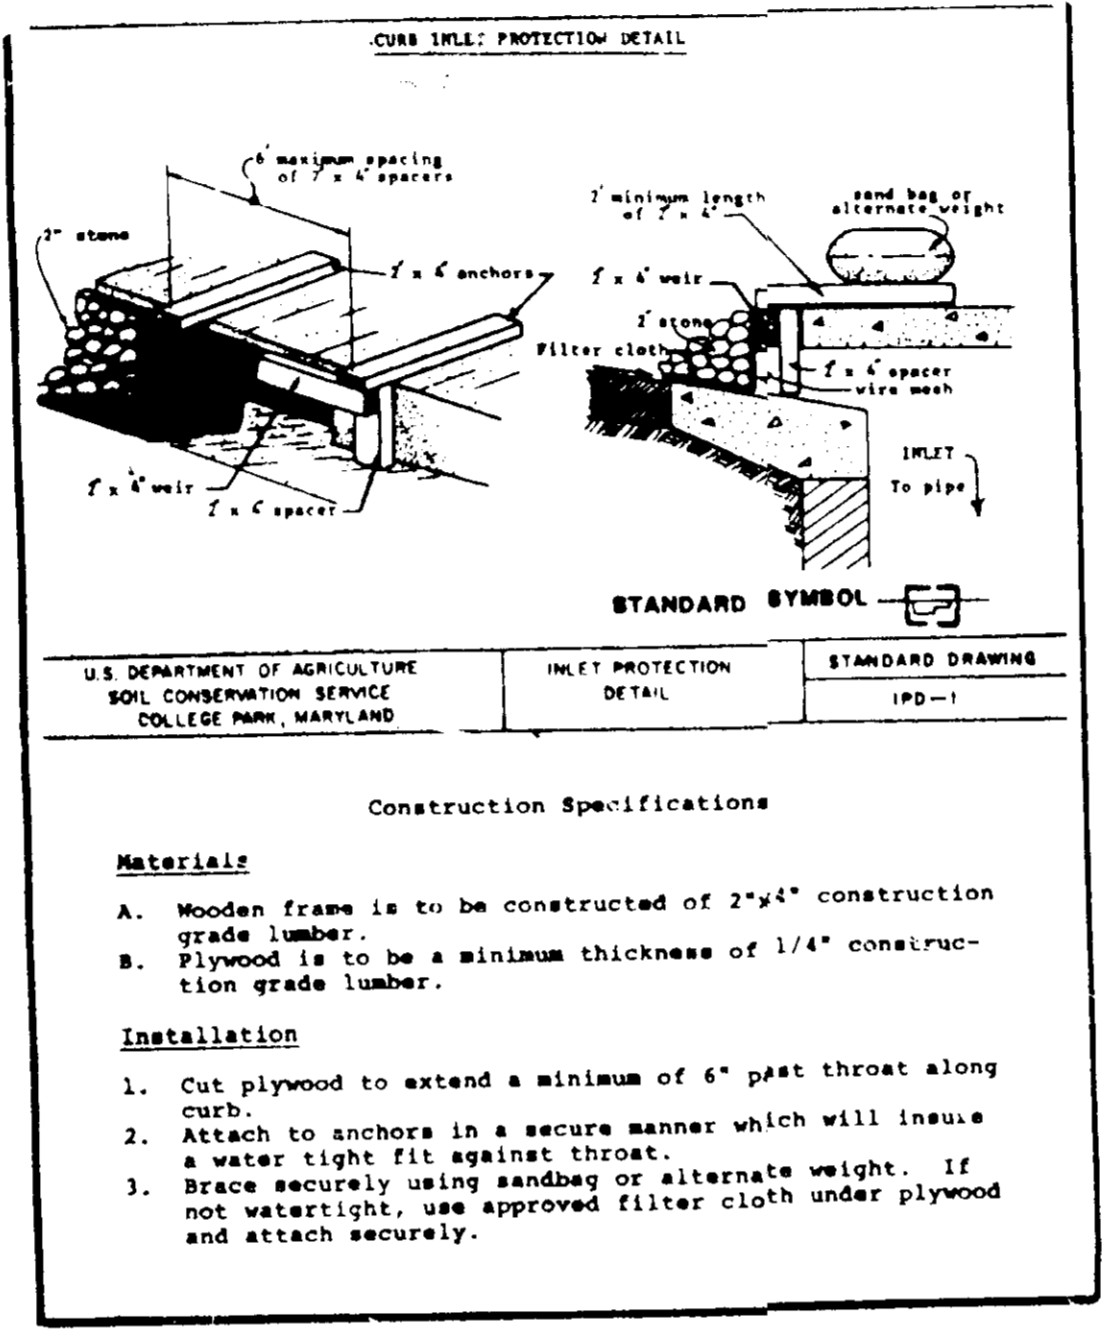 CURB INLET PROTECTION DETAIL
6' maximum spacing
of 2" x 4" spacers
2" stone
2" x 4" anchors
2" x 4" weir
2" x 4" spacer
2' minimum length
of 2" x 4"
sand bag or
alternate weight
2" x 4" weir
2" stone
Filter cloth
2" x 4" spacer
wire mesh
INLET
To pipe
STANDARD SYMBOL
U.S. DEPARTMENT OF AGRICULTURE
SOIL CONSERVATION SERVICE
COLLEGE PARK, MARYLAND
INLET PROTECTION
DETAIL
STANDARD DRAWING
IPD-1
Construction Specifications
Materials
A. Wooden frame is to be constructed of 2"x4" construction
grade lumber.
B. Plywood is to be a minimum thickness of 1/4" construc-
tion grade lumber.
Installation
1. Cut plywood to extend a minimum of 6" past throat along
curb.
2. Attach to anchors in a secure manner which will insure
a water tight fit against throat.
3. Brace securely using sandbag or alternate weight. If
not watertight, use approved filter cloth under plywood
and attach securely.